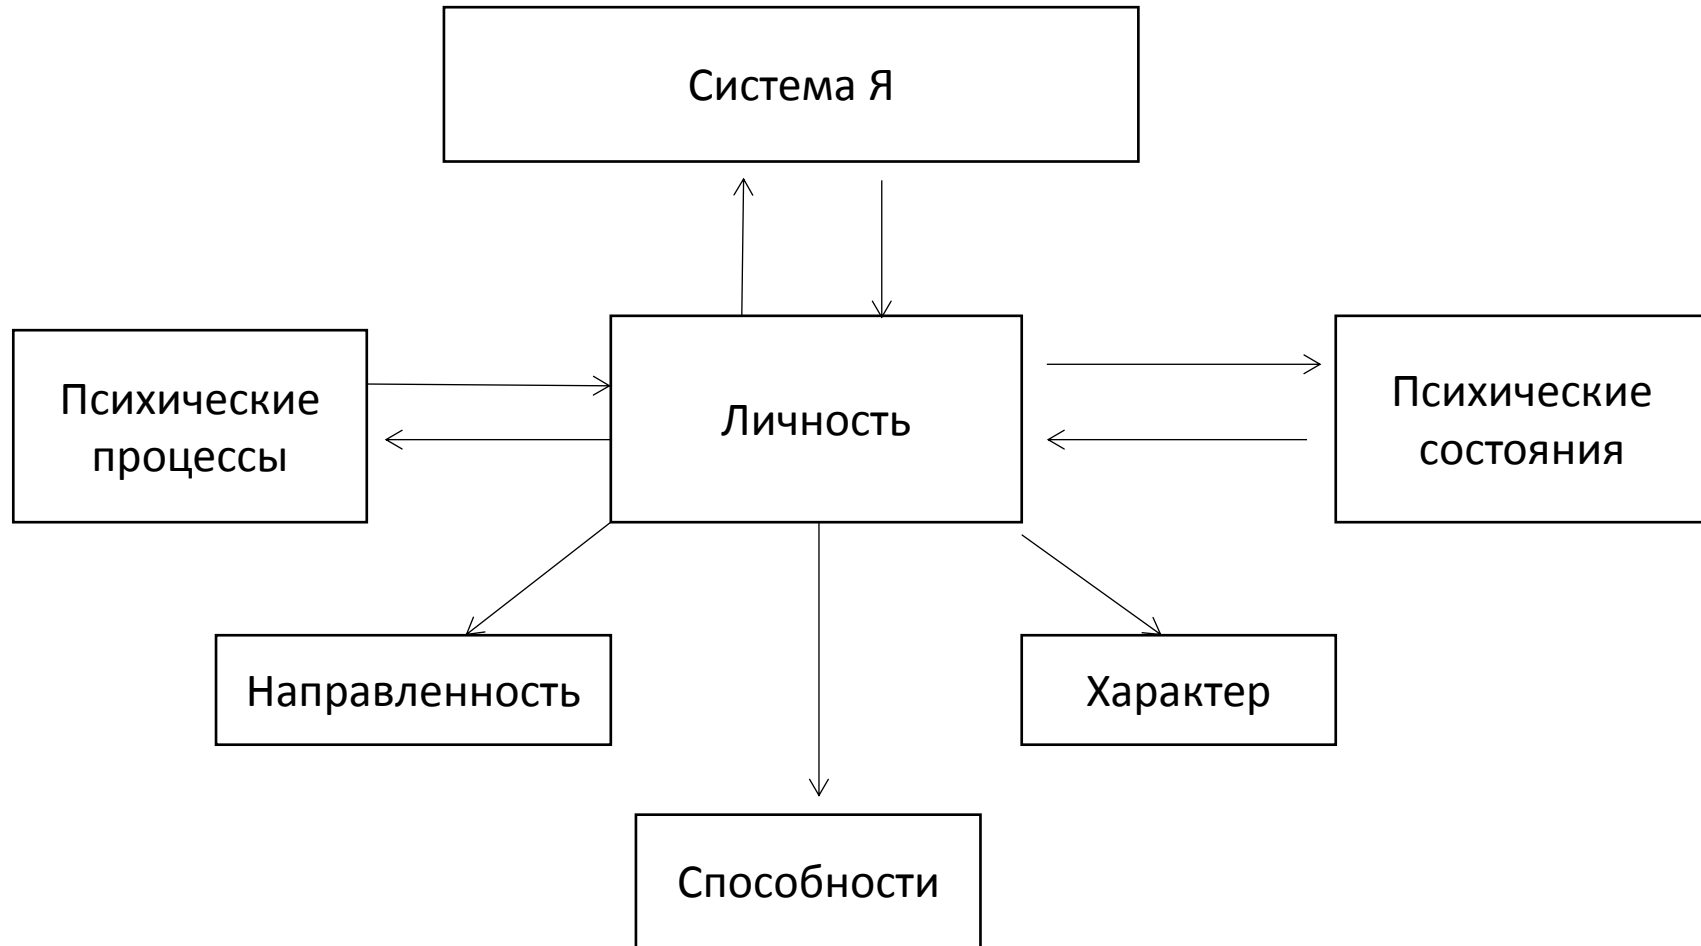 Система Я
Психические
процессы
Личность
Психические
состояния
Направленность
Характер
Способности